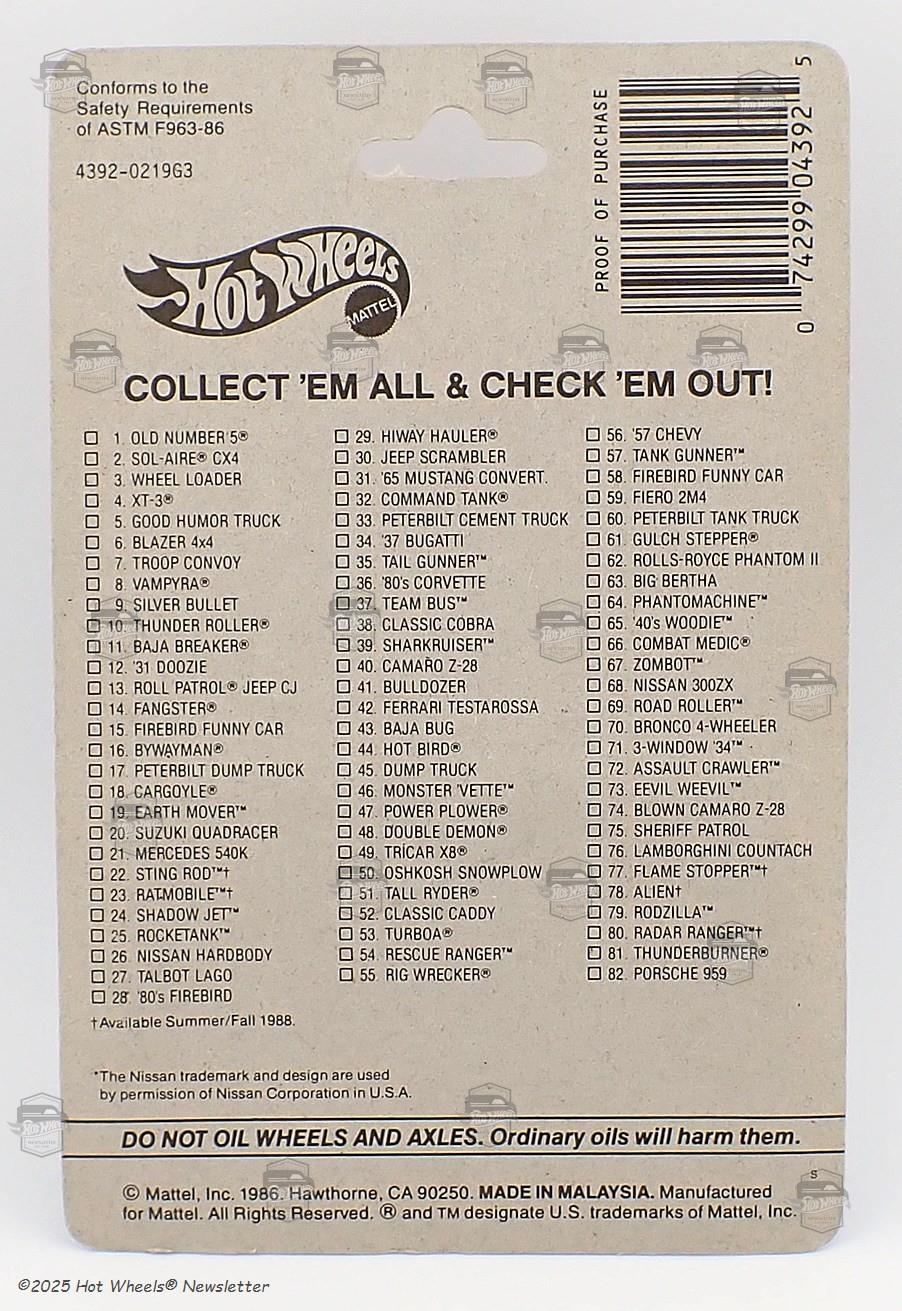 Conforms to the
Safety Requirements
of ASTM F963-86
4392-0219G3
PROOF OF PURCHASE
0 74299 04392 5
HOT WHEELS
MATTEL
COLLECT 'EM ALL & CHECK 'EM OUT!
1. OLD NUMBER 5®
2. SOL-AIRE® CX4
3. WHEEL LOADER
4. XT-3®
5. GOOD HUMOR TRUCK
6. BLAZER 4x4
7. TROOP CONVOY
8. VAMPYRA®
9. SILVER BULLET
10. THUNDER ROLLER®
11. BAJA BREAKER®
12. '31 DOOZIE
13. ROLL PATROL® JEEP CJ
14. FANGSTER®
15. FIREBIRD FUNNY CAR
16. BYWAYMAN®
17. PETERBILT DUMP TRUCK
18. CARGOYLE®
19. EARTH MOVER™
20. SUZUKI QUADRACER
21. MERCEDES 540K
22. STING ROD™†
23. RATMOBILE™†
24. SHADOW JET™
25. ROCKETANK™
26. NISSAN HARDBODY
27. TALBOT LAGO
28. '80's FIREBIRD
29. HIWAY HAULER®
30. JEEP SCRAMBLER
31. '65 MUSTANG CONVERT.
32. COMMAND TANK®
33. PETERBILT CEMENT TRUCK
34. '37 BUGATTI
35. TAIL GUNNER™
36. '80's CORVETTE
37. TEAM BUS™
38. CLASSIC COBRA
39. SHARKRUISER™
40. CAMARO Z-28
41. BULLDOZER
42. FERRARI TESTAROSSA
43. BAJA BUG
44. HOT BIRD®
45. DUMP TRUCK
46. MONSTER 'VETTE™
47. POWER PLOWER®
48. DOUBLE DEMON®
49. TRICAR X8®
50. OSHKOSH SNOWPLOW
51. TALL RYDER®
52. CLASSIC CADDY
53. TURBOA®
54. RESCUE RANGER™
55. RIG WRECKER®
56. '57 CHEVY
57. TANK GUNNER™
58. FIREBIRD FUNNY CAR
59. FIERO 2M4
60. PETERBILT TANK TRUCK
61. GULCH STEPPER®
62. ROLLS-ROYCE PHANTOM II
63. BIG BERTHA
64. PHANTOMACHINE™
65. '40's WOODIE™
66. COMBAT MEDIC®
67. ZOMBOT™
68. NISSAN 300ZX
69. ROAD ROLLER™
70. BRONCO 4-WHEELER
71. 3-WINDOW '34™
72. ASSAULT CRAWLER™
73. EEVIL WEEVIL™
74. BLOWN CAMARO Z-28
75. SHERIFF PATROL
76. LAMBORGHINI COUNTACH
77. FLAME STOPPER™†
78. ALIEN†
79. RODZILLA™
80. RADAR RANGER™†
81. THUNDERBURNER®
82. PORSCHE 959
†Available Summer/Fall 1988.
*The Nissan trademark and design are used
by permission of Nissan Corporation in U.S.A.
DO NOT OIL WHEELS AND AXLES. Ordinary oils will harm them.
S
© Mattel, Inc. 1986. Hawthorne, CA 90250. MADE IN MALAYSIA. Manufactured
for Mattel. All Rights Reserved. ® and TM designate U.S. trademarks of Mattel, Inc.
©2025 Hot Wheels® Newsletter